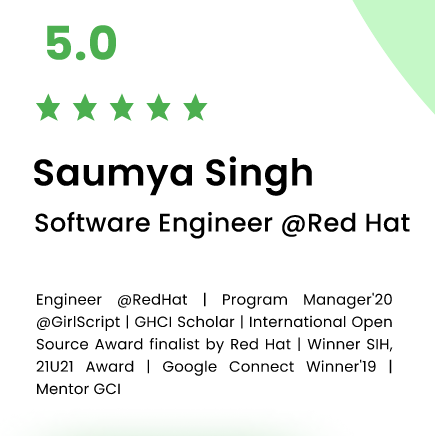 5.0
Saumya Singh
Software Engineer @Red Hat
Engineer @RedHat | Program Manager'20
@GirlScript | GHCI Scholar | International Open
Source Award finalist by Red Hat | Winner SIH,
21U21 Award | Google Connect Winner'19 |
Mentor GCI